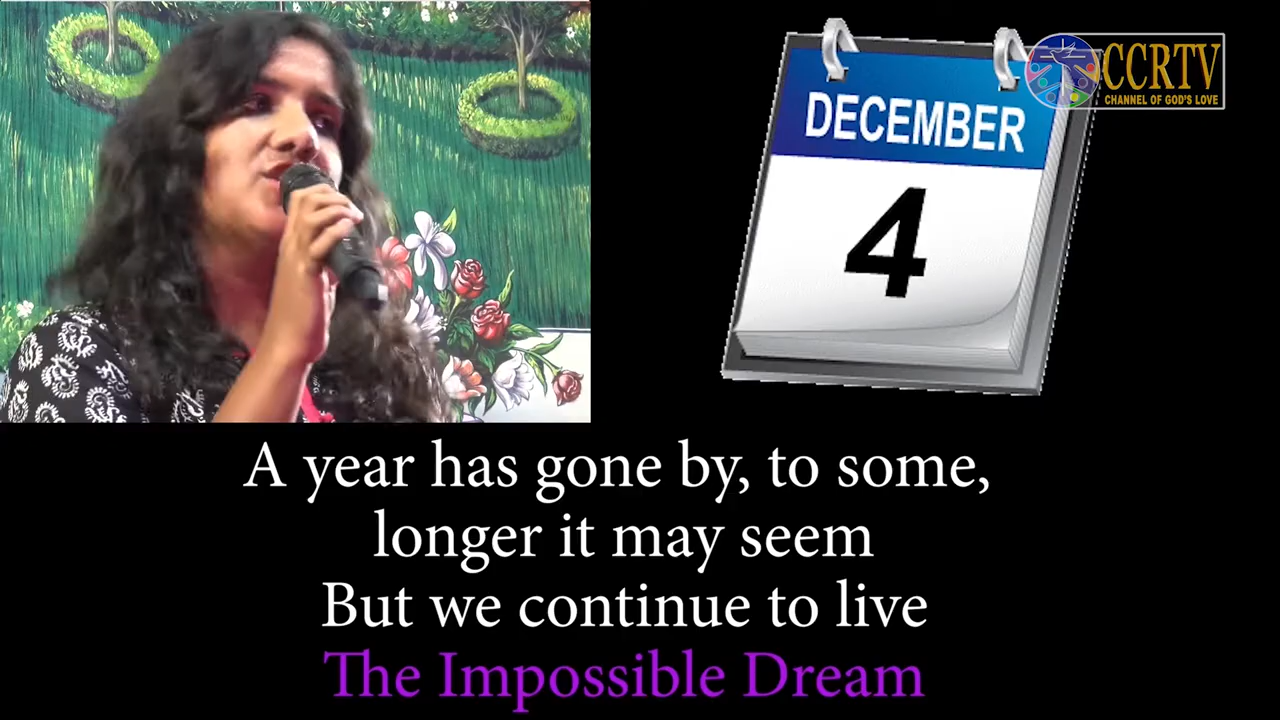 CCRTV
CHANNEL OF GOD'S LOVE
DECEMBER
4
A year has gone by, to some,
longer it may seem
But we continue to live
The Impossible Dream